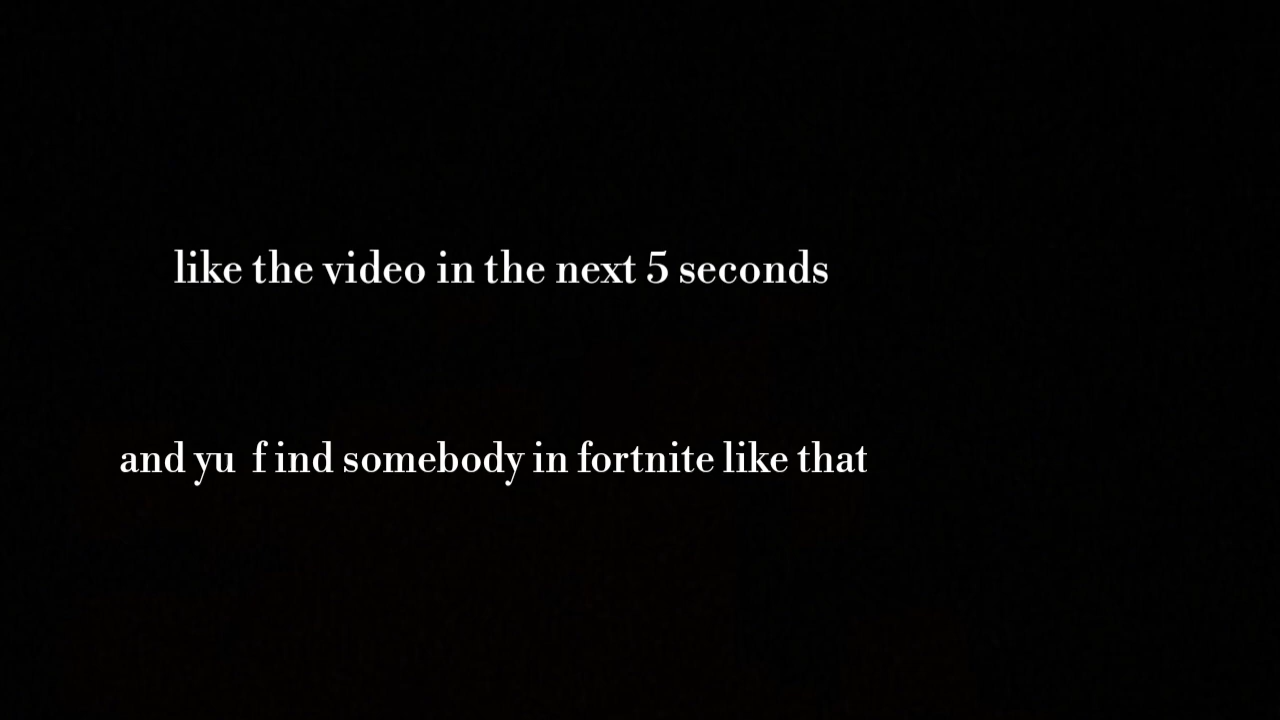 like the video in the next 5 seconds
and yu f ind somebody in fortnite like that